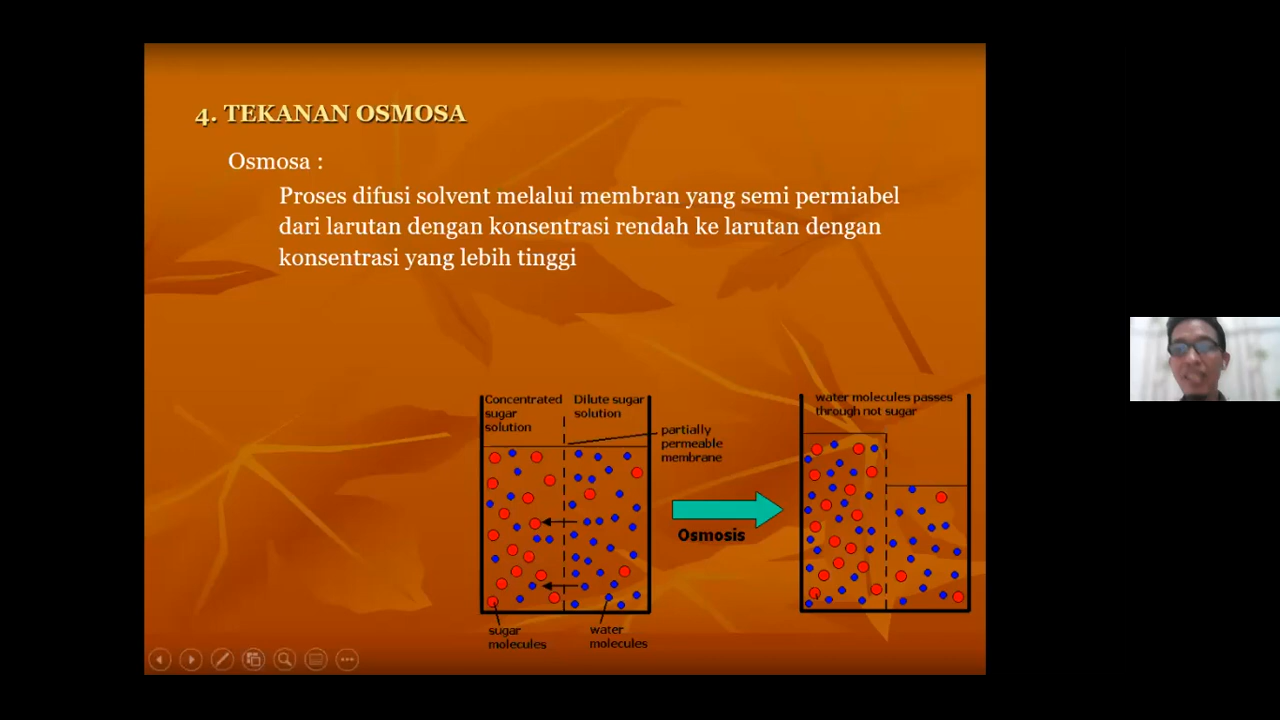 4. TEKANAN OSMOSA
Osmosa :
Proses difusi solvent melalui membran yang semi permiabel
dari larutan dengan konsentrasi rendah ke larutan dengan
konsentrasi yang lebih tinggi
Concentrated
sugar
solution
Dilute sugar
solution
partially
permeable
membrane
sugar
molecules
water
molecules
Osmosis
water molecules passes
through not sugar